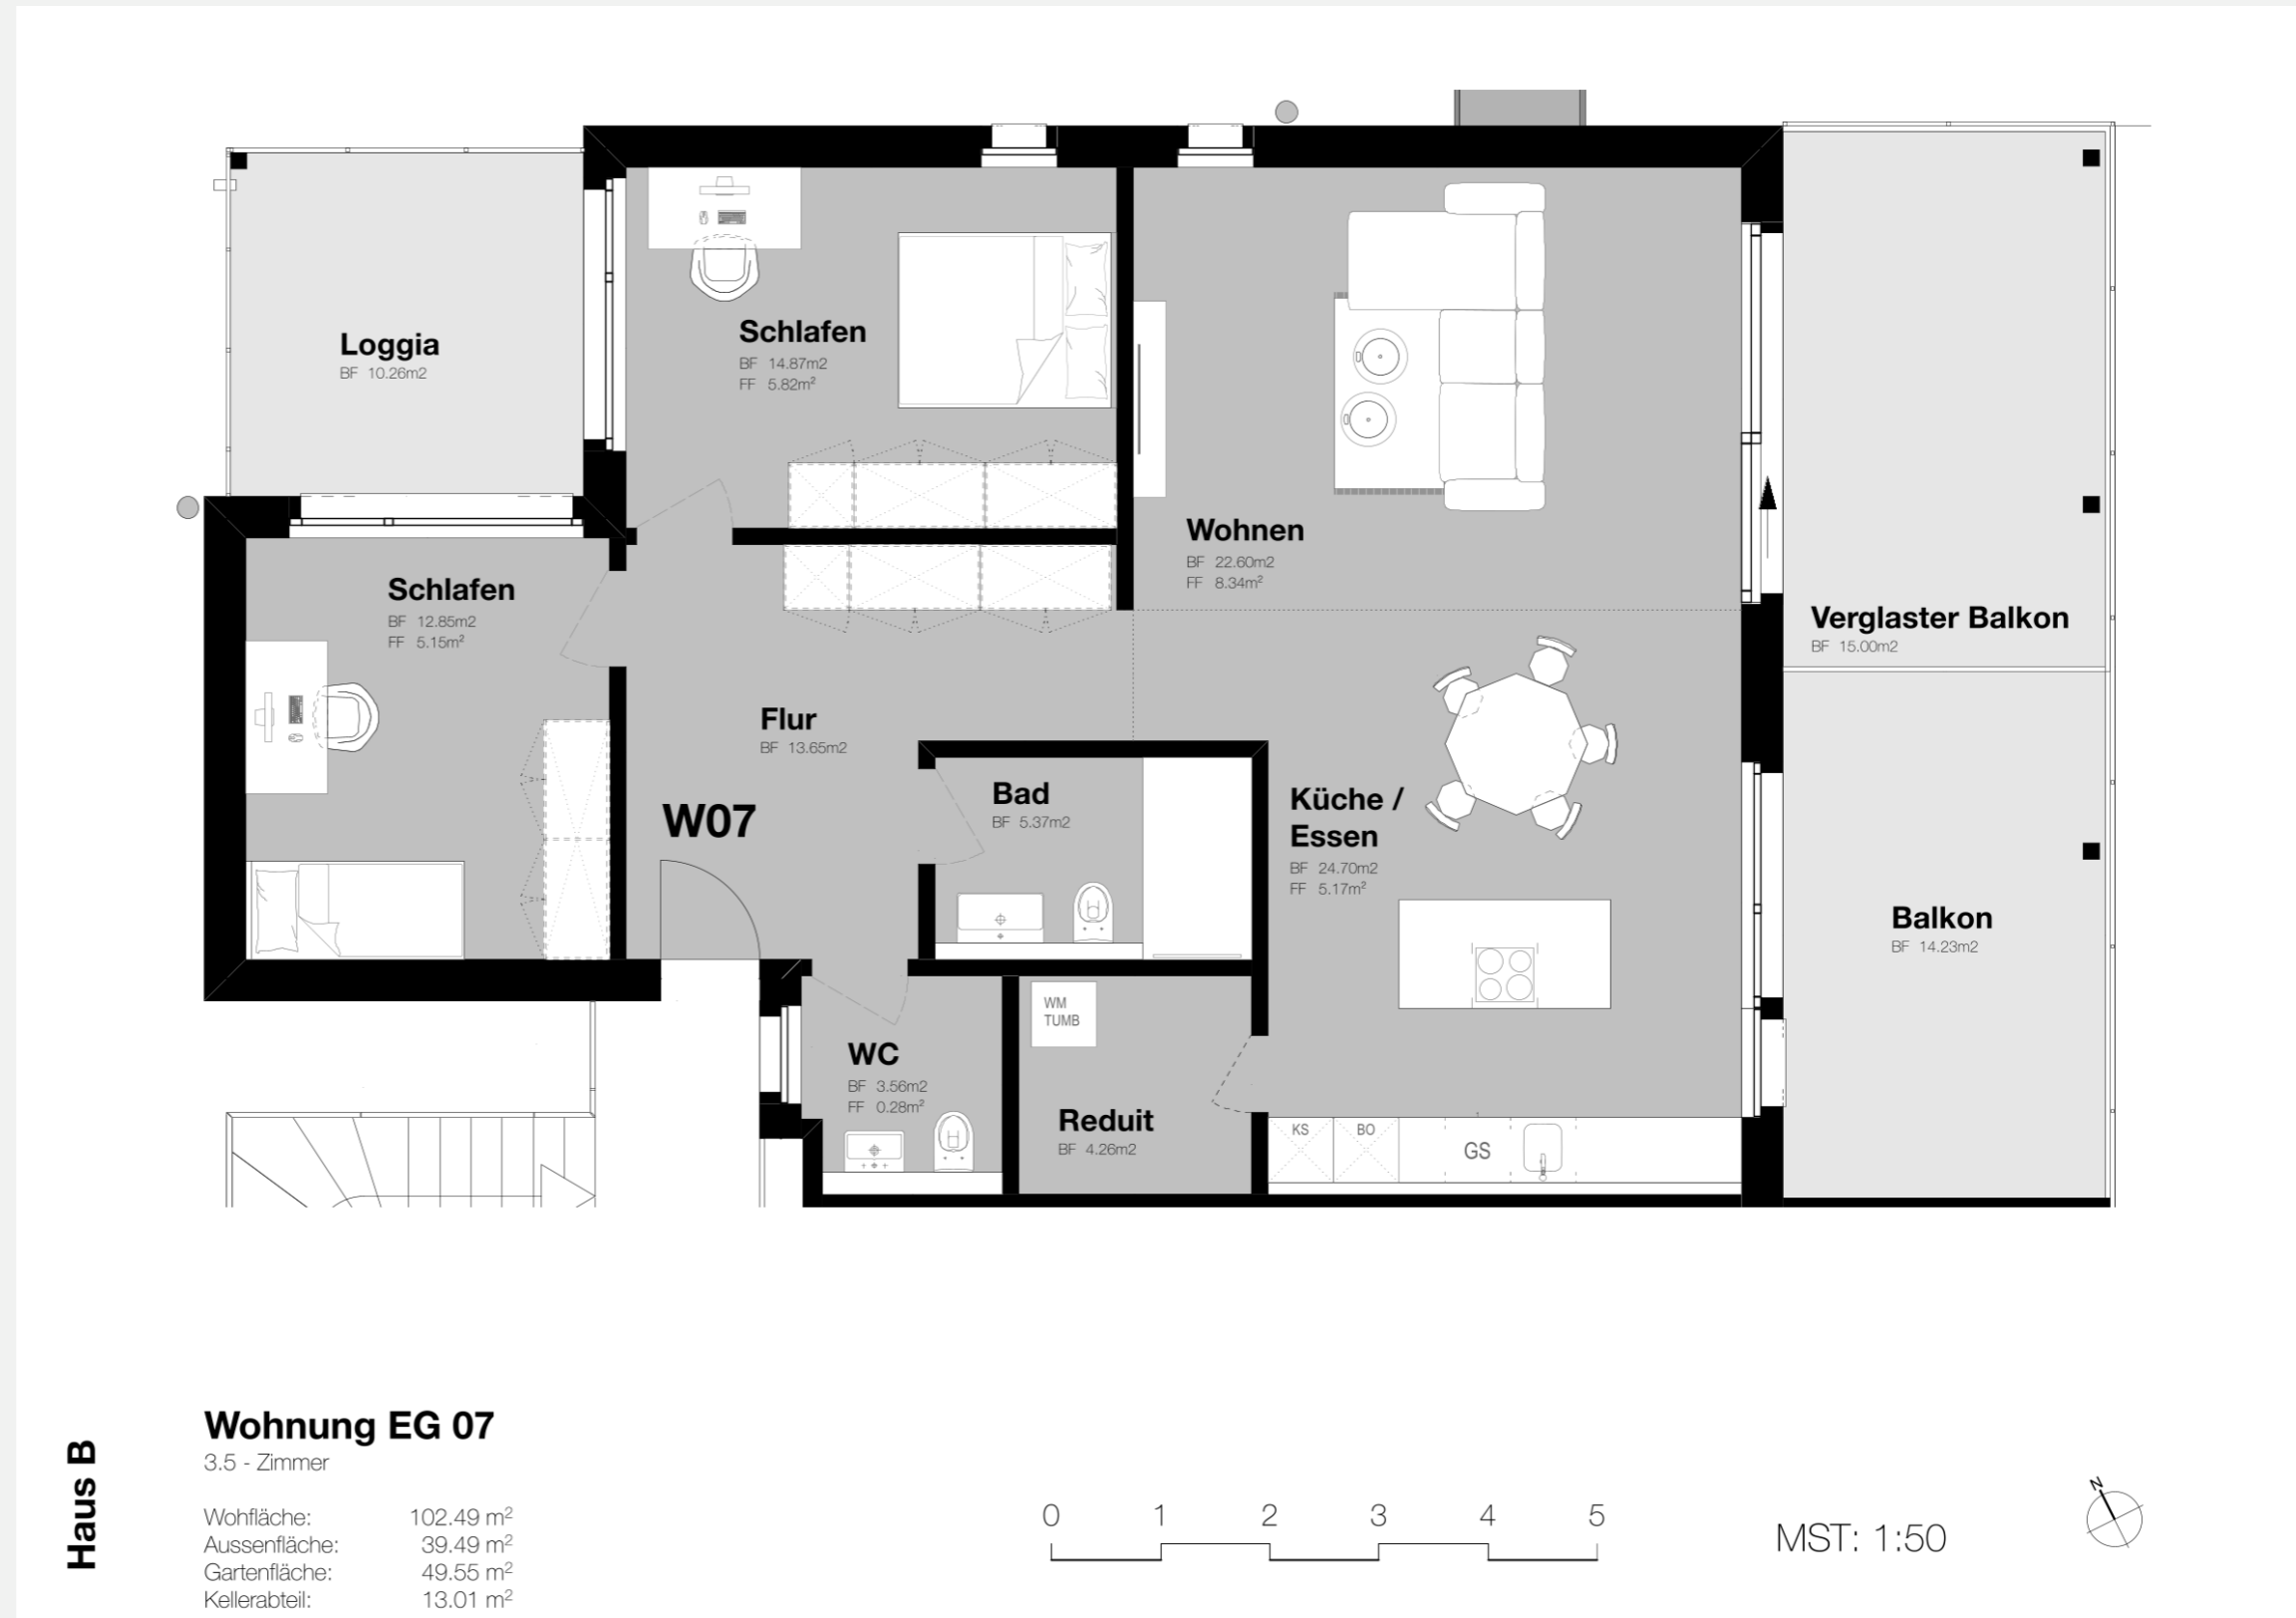 Loggia
BF 10.26m2
Schlafen
BF 14.87m2
FF 5.82m²
Wohnen
BF 22.60m2
FF 8.34m²
Schlafen
BF 12.85m2
FF 5.15m²
Verglaster Balkon
BF 15.00m2
Flur
BF 13.65m2
W07
Bad
BF 5.37m2
Küche /
Essen
BF 24.70m2
FF 5.17m²
Balkon
BF 14.23m2
WM
TUMB
WC
BF 3.56m2
FF 0.28m²
Reduit
BF 4.26m2
KS
BO
GS
Haus B
Wohnung EG 07
3.5 - Zimmer
Wohfläche: 102.49 m²
Aussenfläche: 39.49 m²
Gartenfläche: 49.55 m²
Kellerabteil: 13.01 m²
0 1 2 3 4 5
MST: 1:50
N